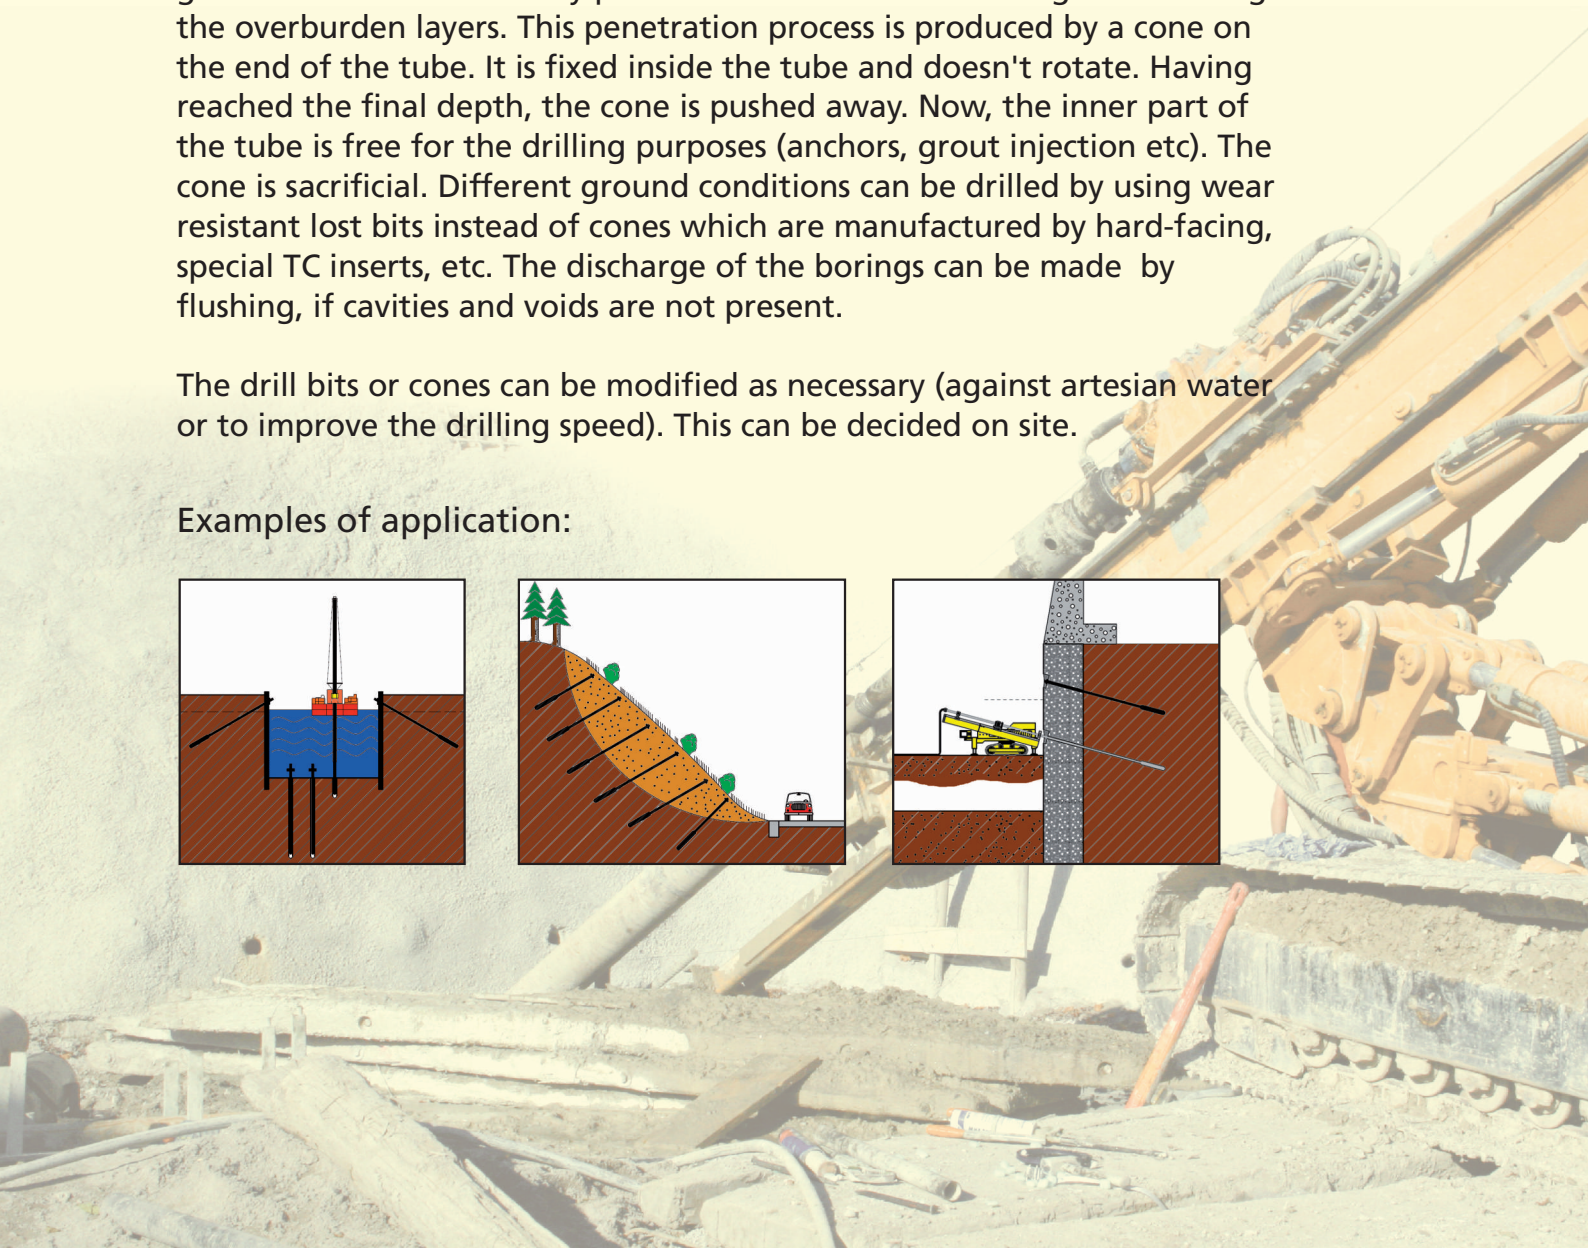 the overburden layers. This penetration process is produced by a cone on
the end of the tube. It is fixed inside the tube and doesn't rotate. Having
reached the final depth, the cone is pushed away. Now, the inner part of
the tube is free for the drilling purposes (anchors, grout injection etc). The
cone is sacrificial. Different ground conditions can be drilled by using wear
resistant lost bits instead of cones which are manufactured by hard-facing,
special TC inserts, etc. The discharge of the borings can be made  by
flushing, if cavities and voids are not present.
The drill bits or cones can be modified as necessary (against artesian water
or to improve the drilling speed). This can be decided on site.
Examples of application: